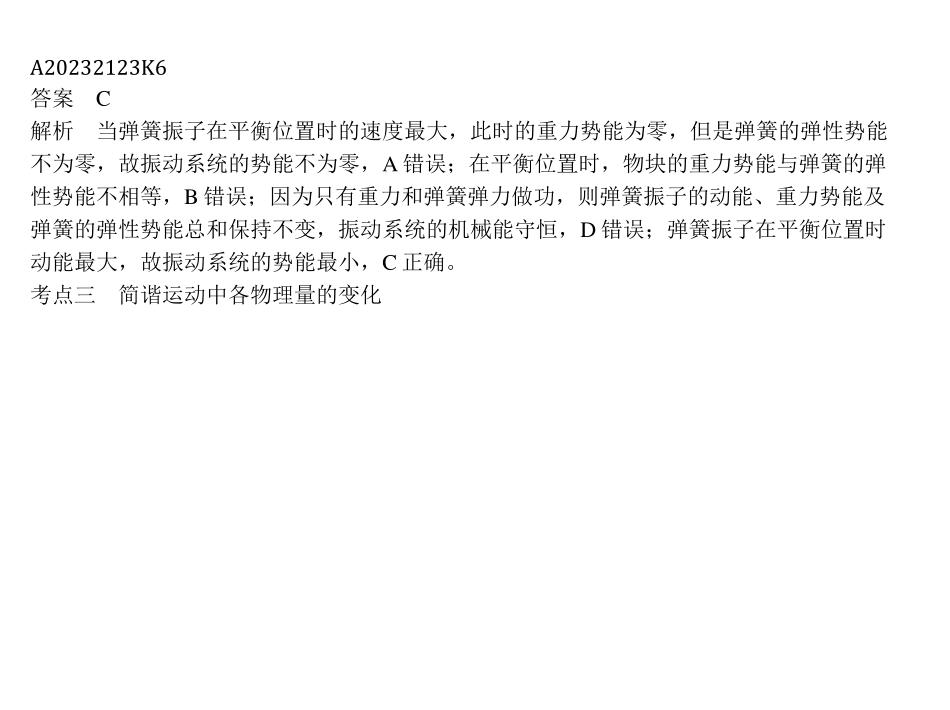 A20232123K6
答案　C
解析　当弹簧振子在平衡位置时的速度最大，此时的重力势能为零，但是弹簧的弹性势能
不为零，故振动系统的势能不为零，A 错误；在平衡位置时，物块的重力势能与弹簧的弹
性势能不相等，B 错误；因为只有重力和弹簧弹力做功，则弹簧振子的动能、重力势能及
弹簧的弹性势能总和保持不变，振动系统的机械能守恒，D 错误；弹簧振子在平衡位置时
动能最大，故振动系统的势能最小，C 正确。
考点三　简谐运动中各物理量的变化